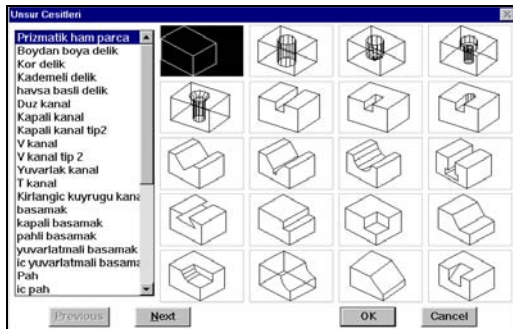 Unsur Cesitleri
Prizmatik ham parca
Boydan boya delik
Kor delik
Kademeli delik
havsa basli delik
Duz kanal
Kapali kanal
Kapali kanal tip2
V kanal
V kanal tip 2
Yuvarlak kanal
T kanal
Kirlangic kuyrugu kana
basamak
kapali basamak
pahli basamak
yuvarlatmali basamak
ic yuvarlatmali basama
Pah
ic pah
Previous
Next
OK
Cancel